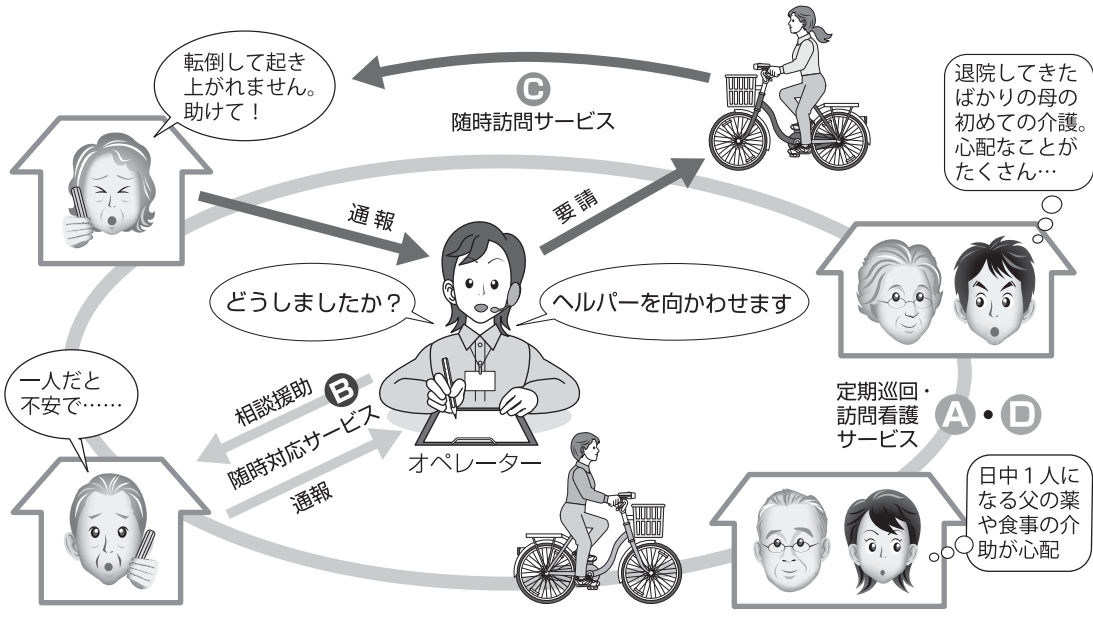 転倒して起き
上がれません。
助けて！
C
随時訪問サービス
退院してきた
ばかりの母の
初めての介護。
心配なことが
たくさん…
通報
要請
どうしましたか？
ヘルパーを向かわせます
一人だと
不安で……
相談援助
B
随時対応サービス
通報
オペレーター
定期巡回・
訪問看護
サービス
A・D
日中１人に
なる父の薬
や食事の介
助が心配